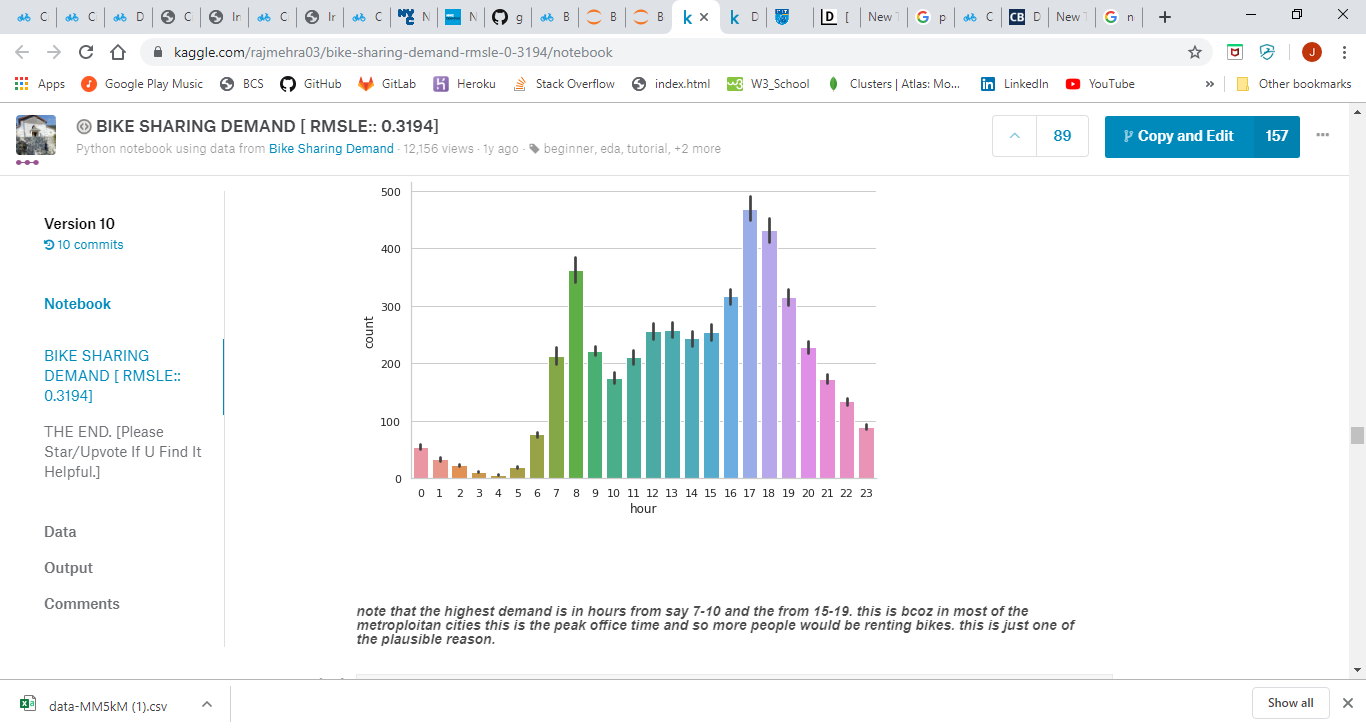 C
C
D
C
In
C
In
C
N
N
g
B
B
B
k
k D
D [
New T
p
C
CB D
New T
n
kaggle.com/rajmehra03/bike-sharing-demand-rmsle-0-3194/notebook
J
Apps Google Play Music BCS GitHub GitLab Heroku Stack Overflow index.html W3_School Clusters | Atlas: Mo... LinkedIn YouTube » Other bookmarks
BIKE SHARING DEMAND [ RMSLE:: 0.3194]
Python notebook using data from Bike Sharing Demand · 12,156 views · 1y ago · beginner, eda, tutorial, +2 more
89
Copy and Edit 157
Version 10
10 commits
Notebook
BIKE SHARING
DEMAND [ RMSLE::
0.3194]
THE END. [Please
Star/Upvote If U Find It
Helpful.]
Data
Output
Comments
500
400
300
200
100
0
count
0 1 2 3 4 5 6 7 8 9 10 11 12 13 14 15 16 17 18 19 20 21 22 23
hour
note that the highest demand is in hours from say 7-10 and the from 15-19. this is bcoz in most of the
metroploitan cities this is the peak office time and so more people would be renting bikes. this is just one of
the plausible reason.
data-MM5kM (1).csv
Show all